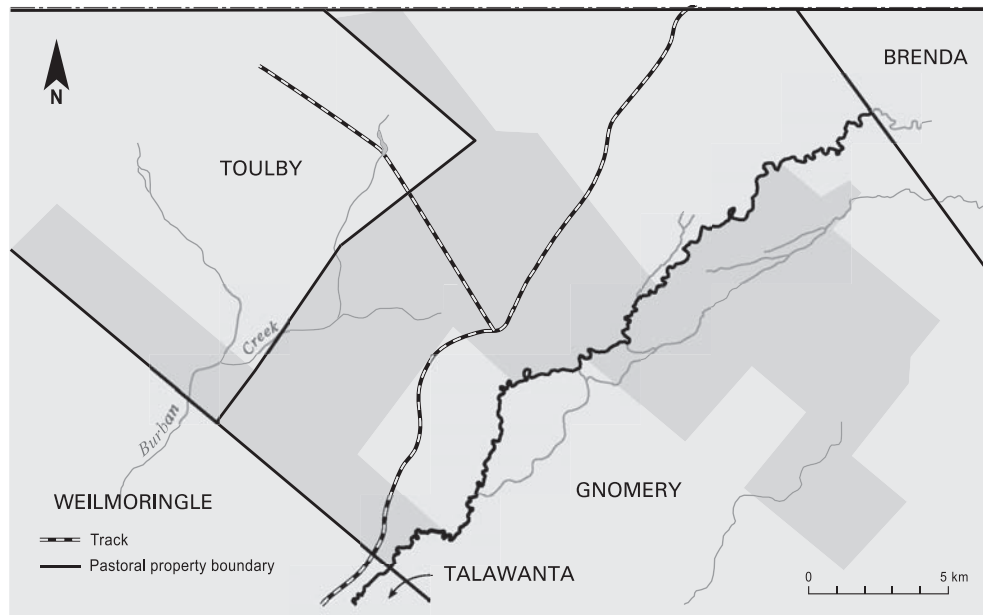 BRENDA
N
TOULBY
Creek
Burban
WEILMORINGLE
GNOMERY
Track
Pastoral property boundary
TALAWANTA
0 5 km